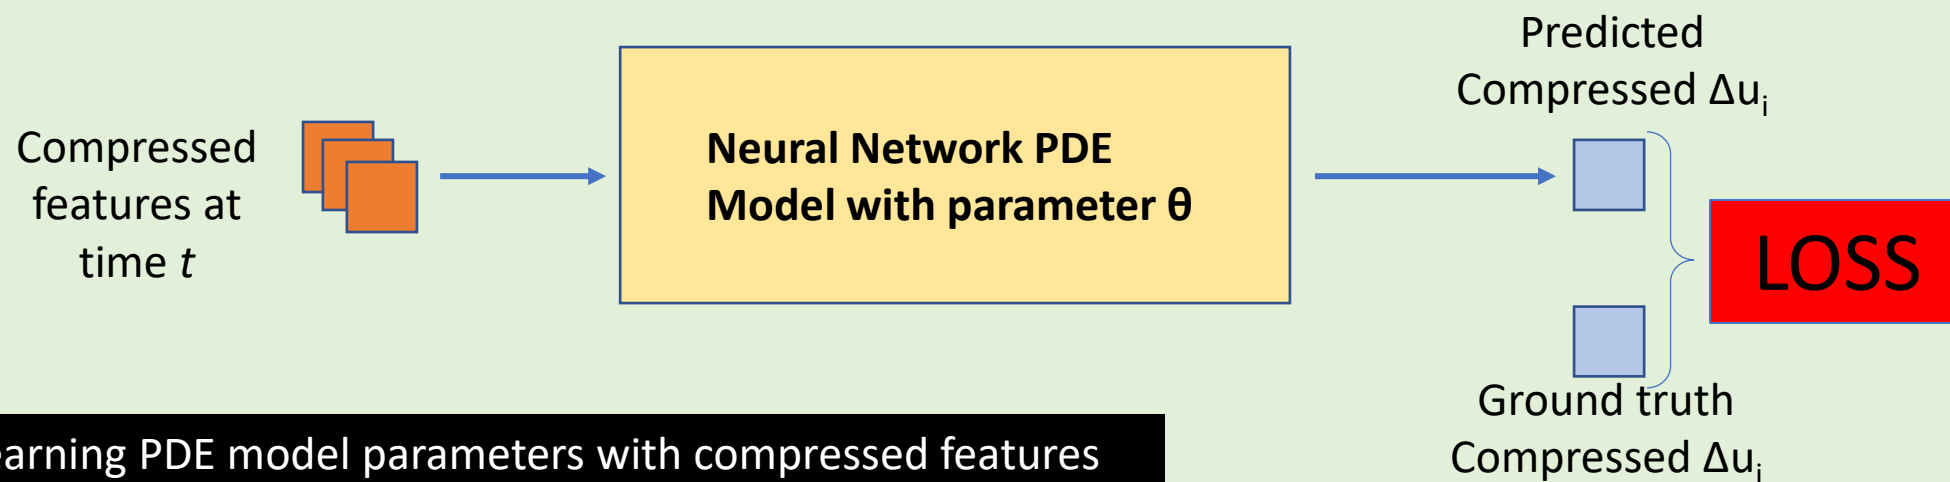 Compressed
features at
time t
Neural Network PDE
Model with parameter θ
Predicted
Compressed Δuᵢ
LOSS
Ground truth
Compressed Δuᵢ
earning PDE model parameters with compressed features